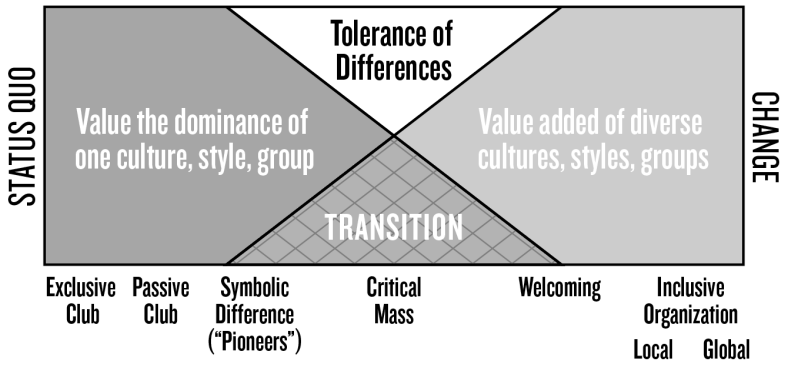 STATUS QUO
Tolerance of
Differences
Value the dominance of
one culture, style, group
Value added of diverse
cultures, styles, groups
CHANGE
TRANSITION
Exclusive
Club
Passive
Club
Symbolic
Difference
(“Pioneers”)
Critical
Mass
Welcoming
Inclusive
Organization
Local Global